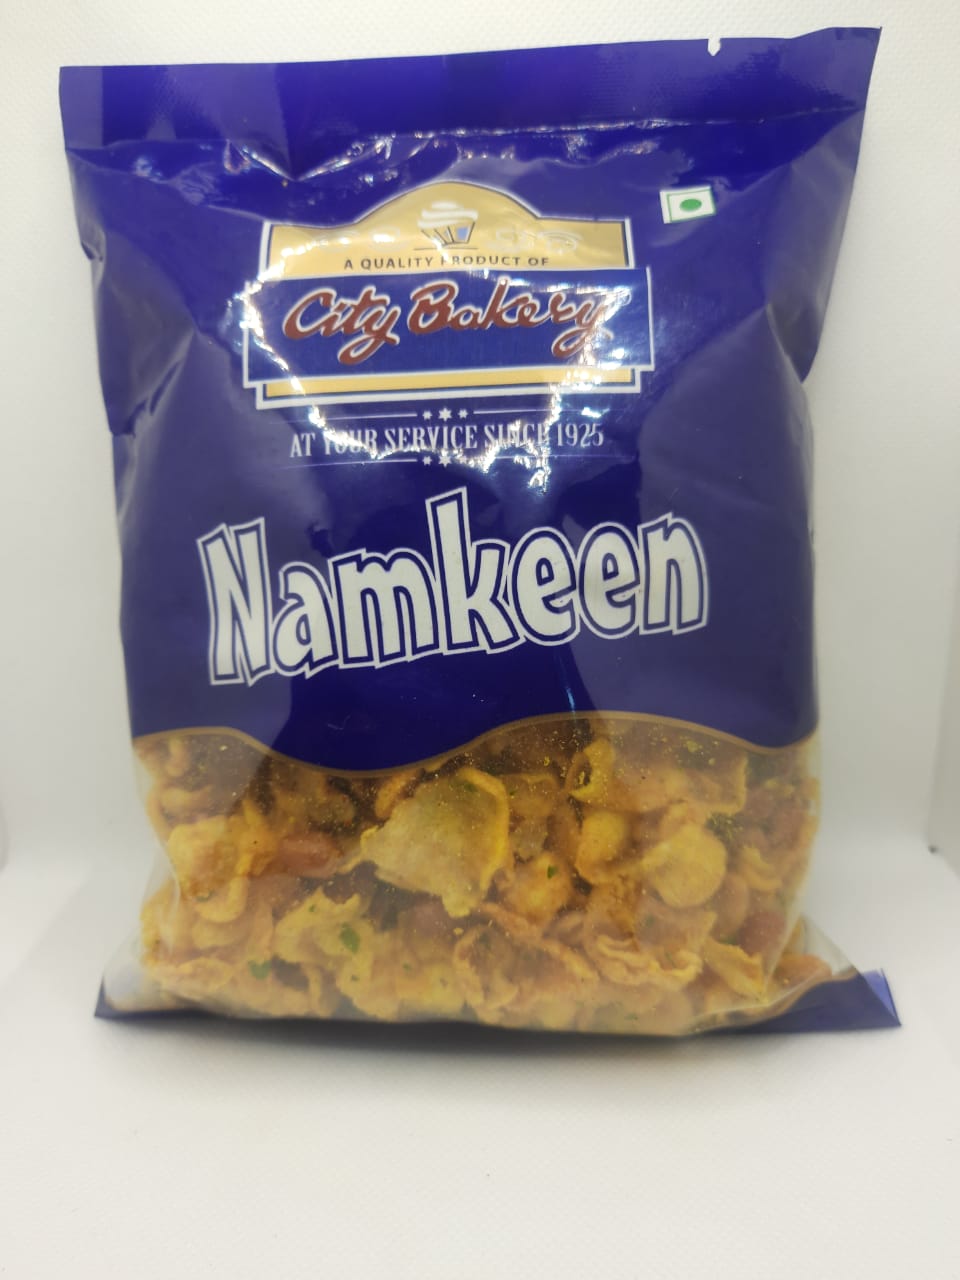 A QUALITY PRODUCT OF
City Bakery
AT YOUR SERVICE SINCE 1925
Namkeen